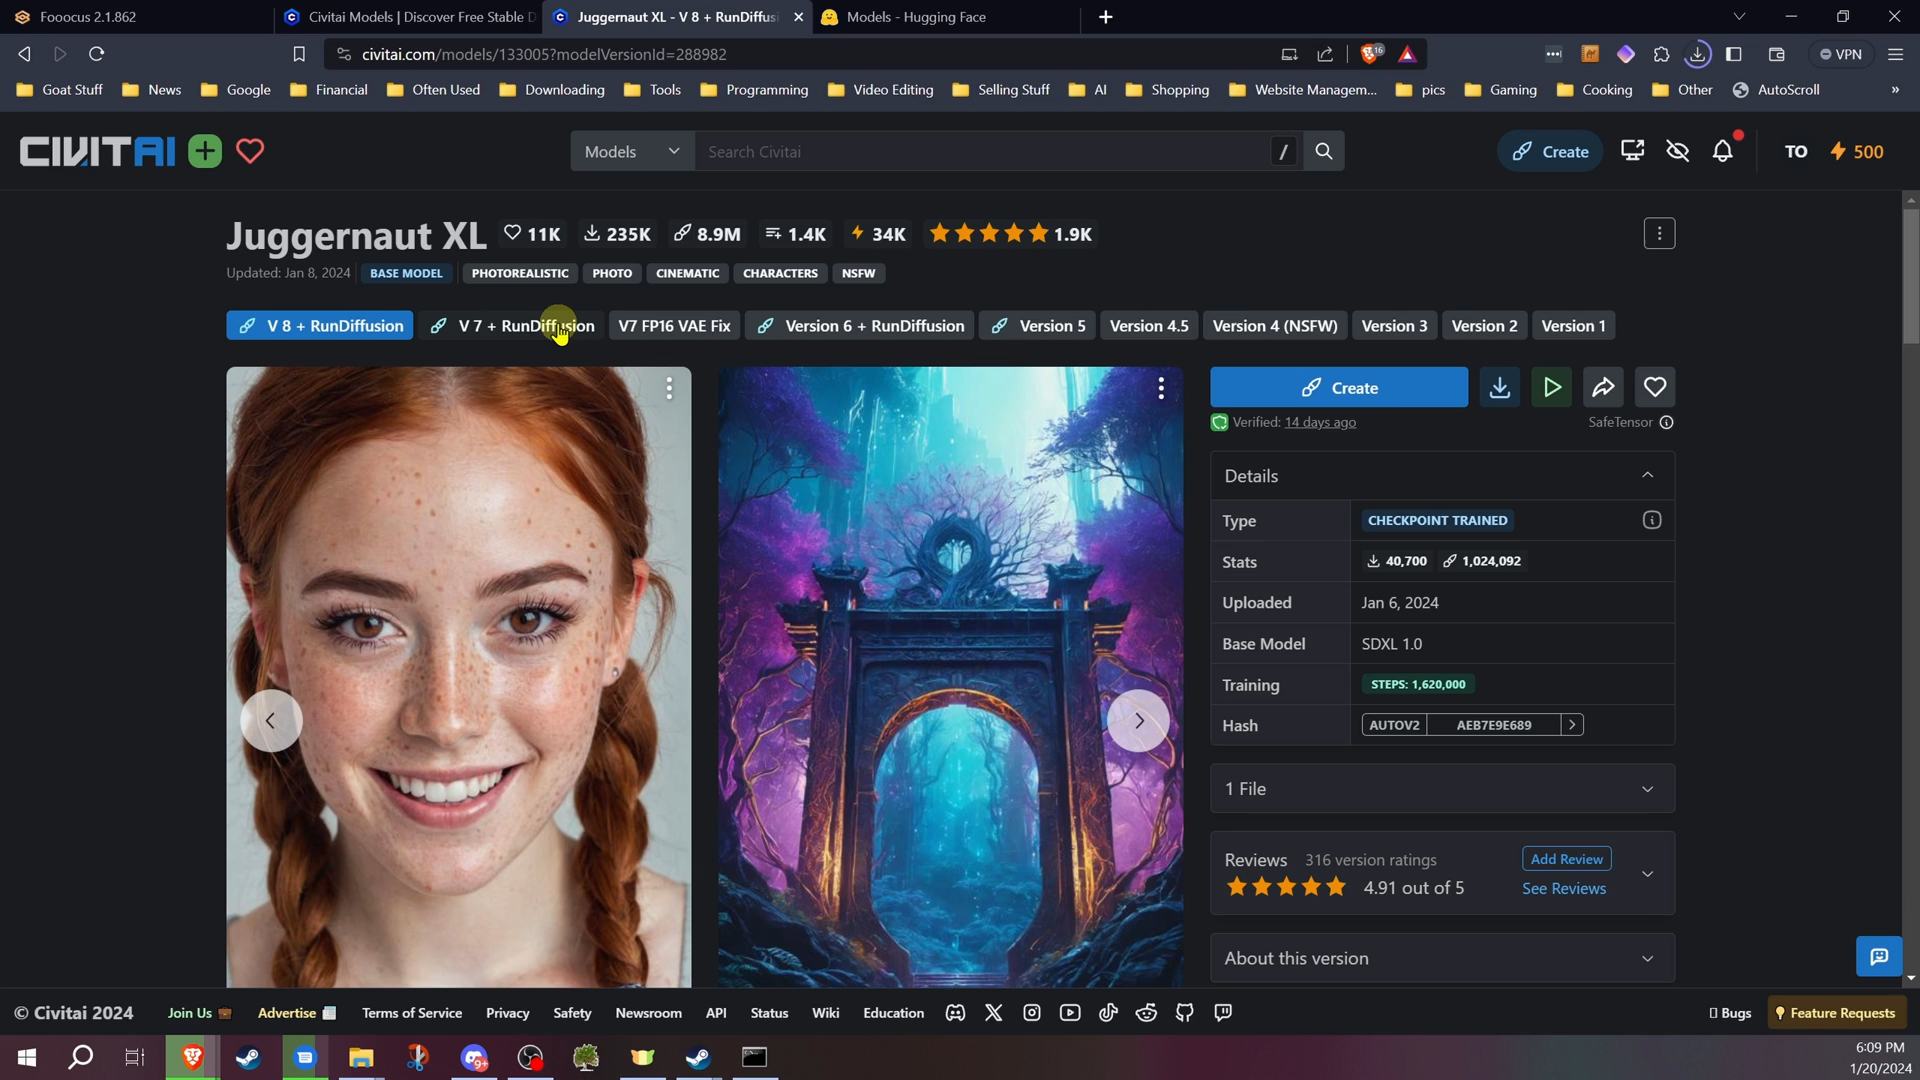 Fooocus 2.1.862
Civitai Models | Discover Free Stable D
Juggernaut XL - V 8 + RunDiffusi
Models - Hugging Face
civitai.com/models/133005?modelVersionId=288982
16
VPN
Goat Stuff
News
Google
Financial
Often Used
Downloading
Tools
Programming
Video Editing
Selling Stuff
AI
Shopping
Website Managem...
pics
Gaming
Cooking
Other
AutoScroll
»
CIVITAI
Models
Search Civitai
/
Create
TO
500
Juggernaut XL
11K
235K
8.9M
1.4K
34K
1.9K
Updated: Jan 8, 2024
BASE MODEL
PHOTOREALISTIC
PHOTO
CINEMATIC
CHARACTERS
NSFW
V 8 + RunDiffusion
V 7 + RunDiffusion
V7 FP16 VAE Fix
Version 6 + RunDiffusion
Version 5
Version 4.5
Version 4 (NSFW)
Version 3
Version 2
Version 1
Create
Verified: 14 days ago
SafeTensor
Details
Type
CHECKPOINT TRAINED
Stats
40,700
1,024,092
Uploaded
Jan 6, 2024
Base Model
SDXL 1.0
Training
STEPS: 1,620,000
Hash
AUTOV2
AEB7E9E689
1 File
Reviews
316 version ratings
Add Review
4.91 out of 5
See Reviews
About this version
© Civitai 2024
Join Us
Advertise
Terms of Service
Privacy
Safety
Newsroom
API
Status
Wiki
Education
Bugs
Feature Requests
9+
6:09 PM
1/20/2024